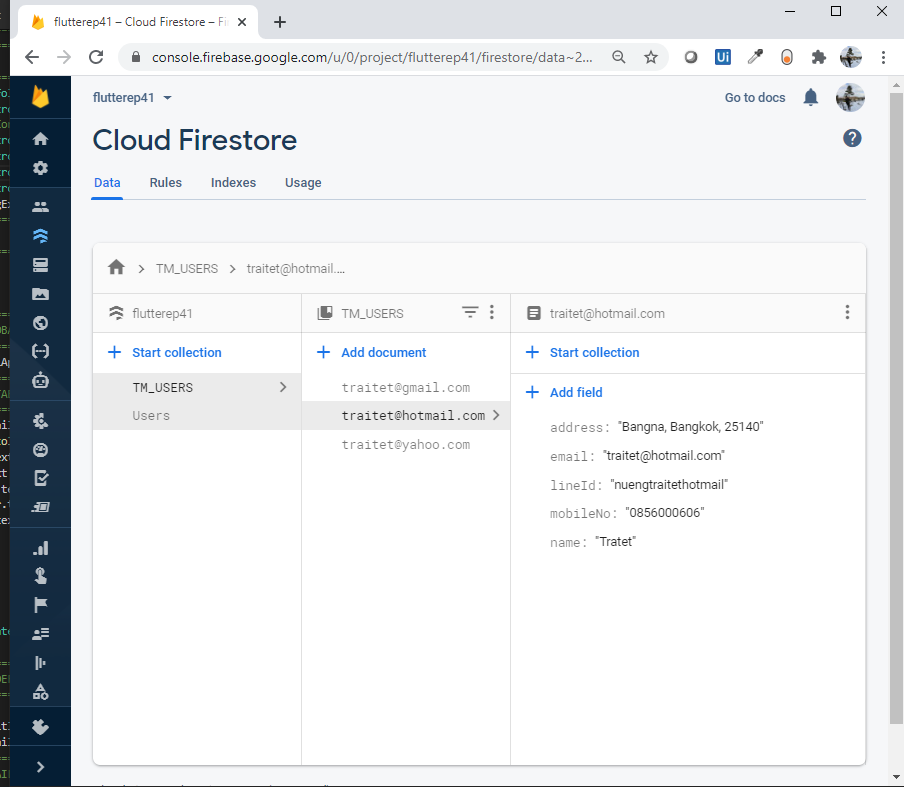 flutterep41 – Cloud Firestore – Fi
console.firebase.google.com/u/0/project/flutterep41/firestore/data~2...
Ui
flutterep41
Go to docs
Cloud Firestore
Data Rules Indexes Usage
TM_USERS > traitet@hotmail....
flutterep41
TM_USERS
traitet@hotmail.com
+ Start collection
+ Add document
+ Start collection
TM_USERS
Users
traitet@gmail.com
traitet@hotmail.com
traitet@yahoo.com
+ Add field
address: "Bangna, Bangkok, 25140"
email: "traitet@hotmail.com"
lineId: "nuengtraitethotmail"
mobileNo: "0856000606"
name: "Tratet"